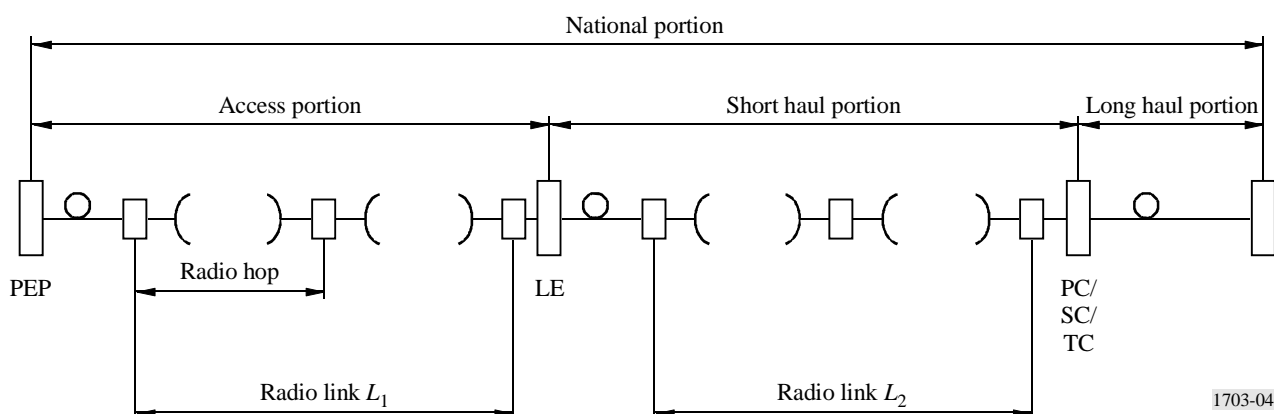 National portion
Access portion
Short haul portion
Long haul portion
Radio hop
PEP
LE
PC/
SC/
TC
Radio link L1
Radio link L2
1703-04